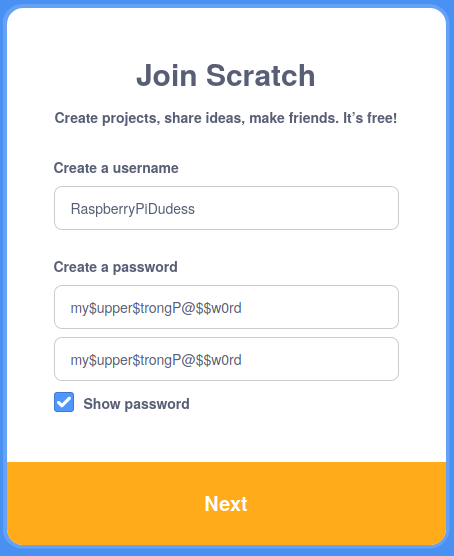 Join Scratch
Create projects, share ideas, make friends. It’s free!
Create a username
RaspberryPiDudess
Create a password
my$upper$trongP@$$w0rd
my$upper$trongP@$$w0rd
Show password
Next